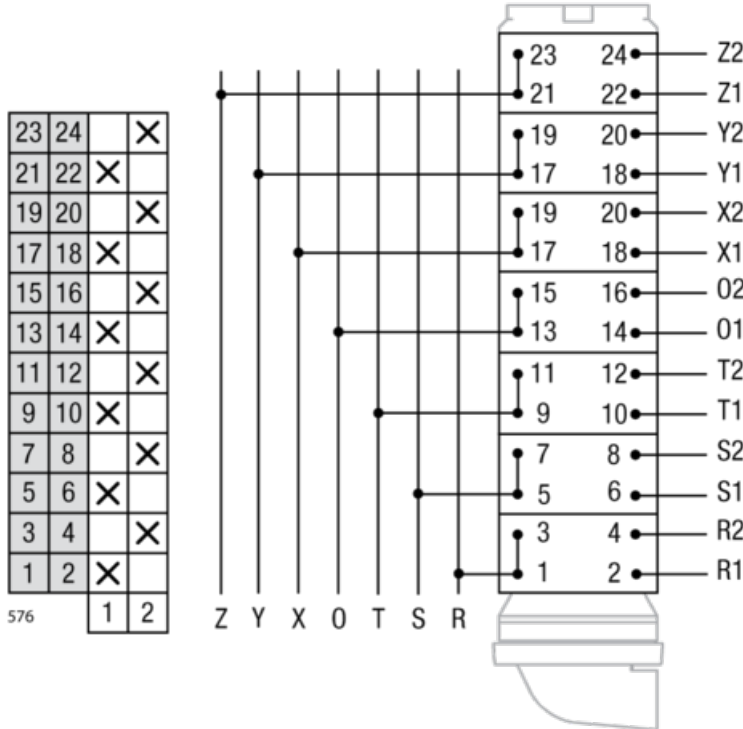 23 24
21 22
19 20
17 18
15 16
13 14
11 12
9 10
7 8
5 6
3 4
1 2
576 1 2
Z Y X 0 T S R
23 24 Z2
21 22 Z1
19 20 Y2
17 18 Y1
19 20 X2
17 18 X1
15 16 02
13 14 01
11 12 T2
9 10 T1
7 8 S2
5 6 S1
3 4 R2
1 2 R1